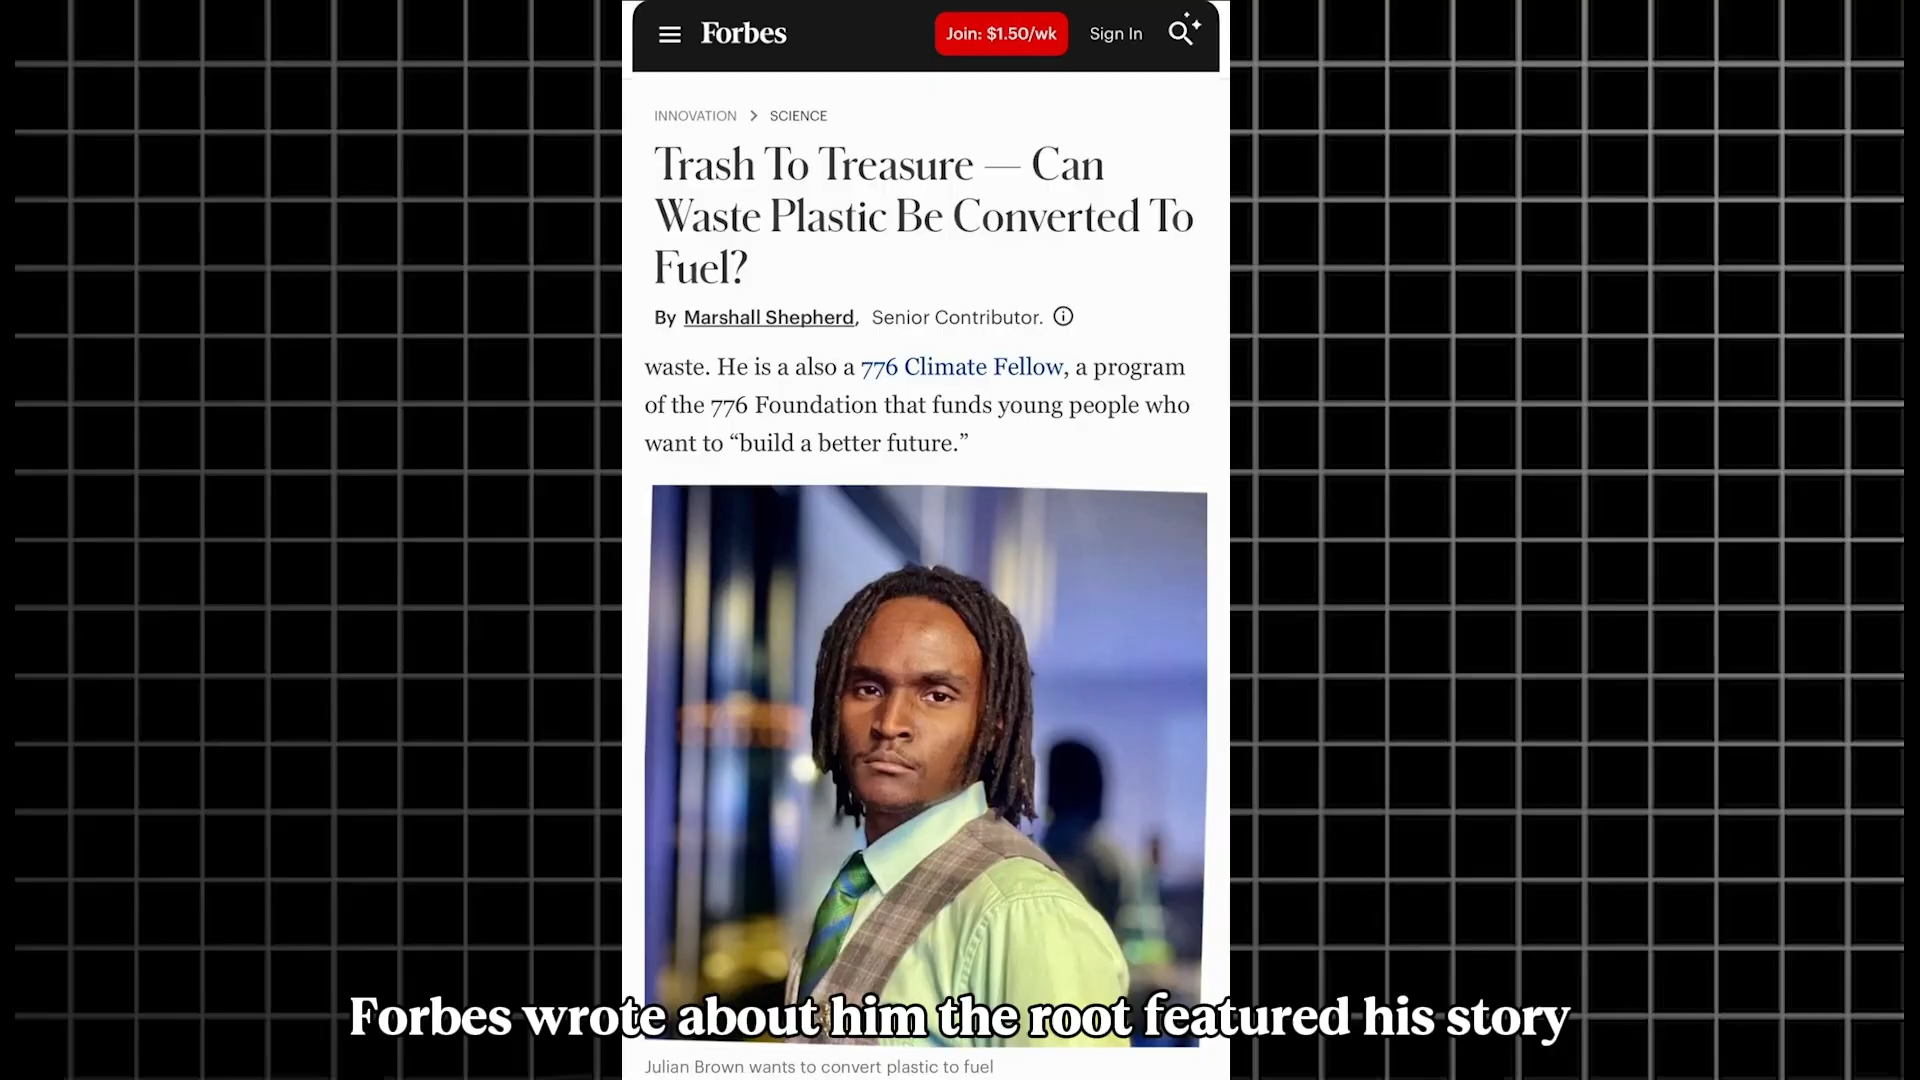 Forbes
Join: $1.50/wk
Sign In
INNOVATION > SCIENCE
Trash To Treasure — Can
Waste Plastic Be Converted To
Fuel?
By Marshall Shepherd, Senior Contributor.
waste. He is a also a 776 Climate Fellow, a program
of the 776 Foundation that funds young people who
want to “build a better future.”
Forbes wrote about him the root featured his story
Julian Brown wants to convert plastic to fuel